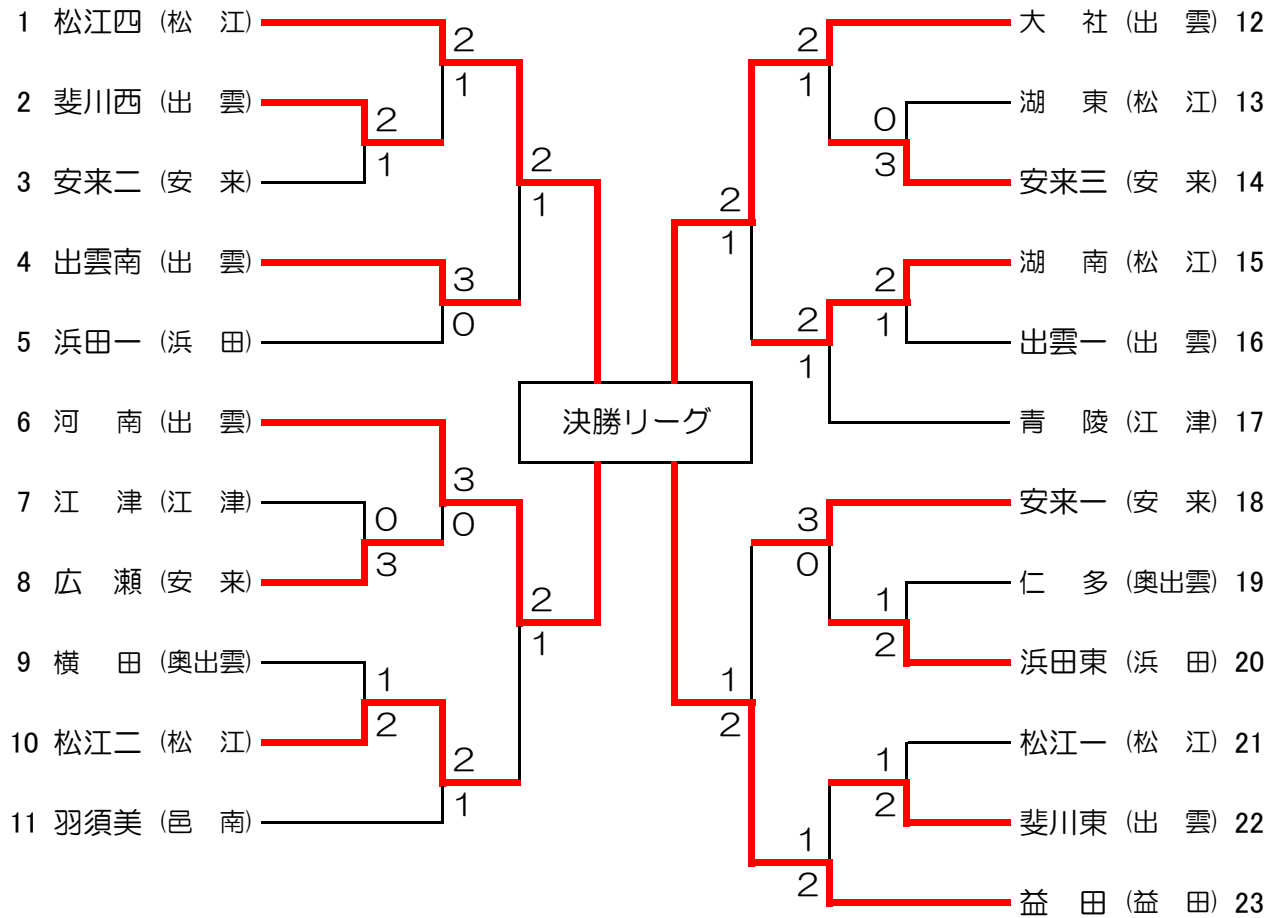 1 松江四 (松 江)
2
1
2 斐川西 (出 雲)
2
1
3 安来二 (安 来)
2
1
4 出雲南 (出 雲)
3
0
5 浜田一 (浜 田)
6 河 南 (出 雲)
3
0
7 江 津 (江 津)
0
3
8 広 瀬 (安 来)
2
1
9 横 田 (奥出雲)
1
2
10 松江二 (松 江)
2
1
11 羽須美 (邑 南)
決勝リーグ
大 社 (出 雲) 12
2
1
湖 東 (松 江) 13
0
3
安来三 (安 来) 14
2
1
湖 南 (松 江) 15
2
1
出雲一 (出 雲) 16
2
1
青 陵 (江 津) 17
安来一 (安 来) 18
3
0
仁 多 (奥出雲) 19
1
2
浜田東 (浜 田) 20
1
2
松江一 (松 江) 21
1
2
斐川東 (出 雲) 22
1
2
益 田 (益 田) 23